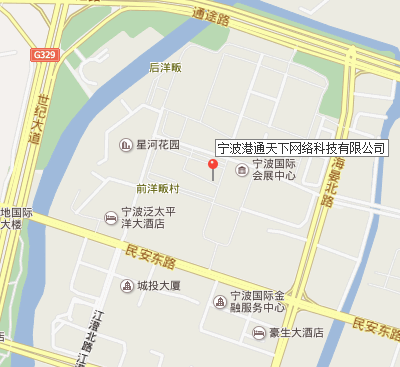 通途路
G329
后洋畈
世纪大道
星河花园
宁波港通天下网络科技有限公司
宁波国际
会展中心
海晏北路
前洋畈村
地国际
大楼
宁波泛太平
洋大酒店
民安东路
城投大厦
宁波国际金
融服务中心
江澄北路
江澄
豪生大酒店
民安东路